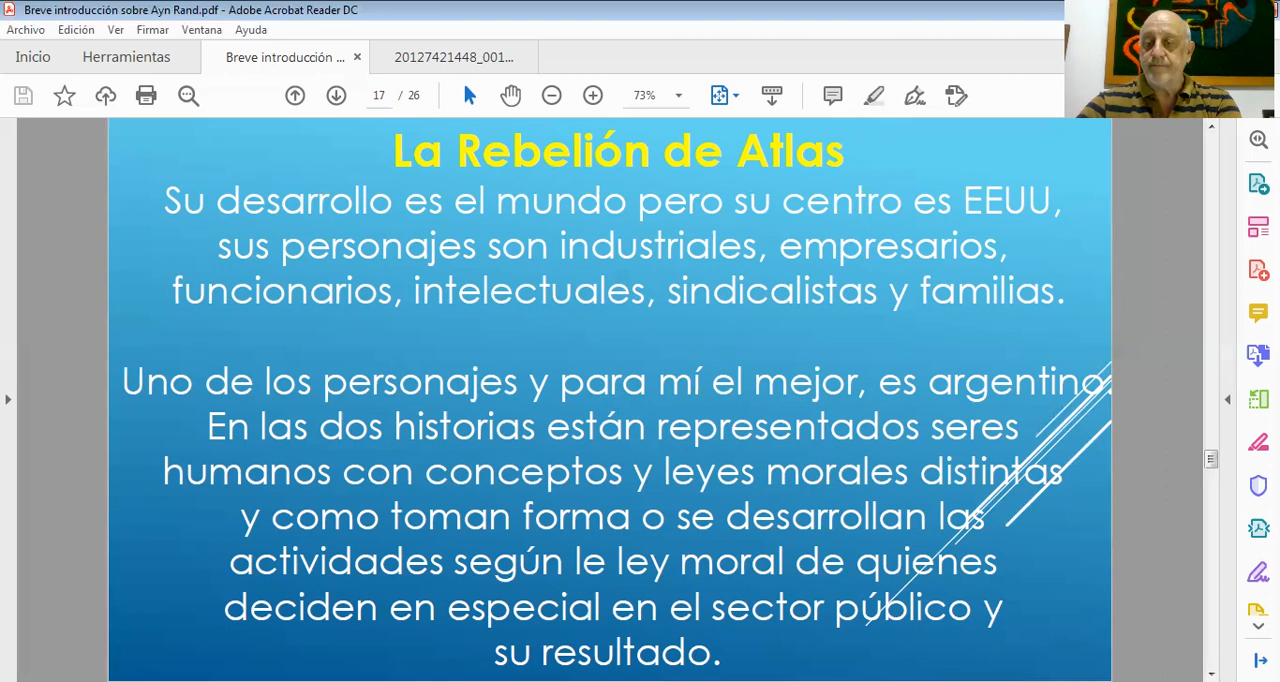 Breve introducción sobre Ayn Rand.pdf - Adobe Acrobat Reader DC
Archivo Edición Ver Firmar Ventana Ayuda
Inicio Herramientas Breve introducción ... × 20127421448_001...
17 / 26 73%
La Rebelión de Atlas
Su desarrollo es el mundo pero su centro es EEUU,
sus personajes son industriales, empresarios,
funcionarios, intelectuales, sindicalistas y familias.
Uno de los personajes y para mí el mejor, es argentino.
En las dos historias están representados seres
humanos con conceptos y leyes morales distintas
y como toman forma o se desarrollan las
actividades según le ley moral de quienes
deciden en especial en el sector público y
su resultado.